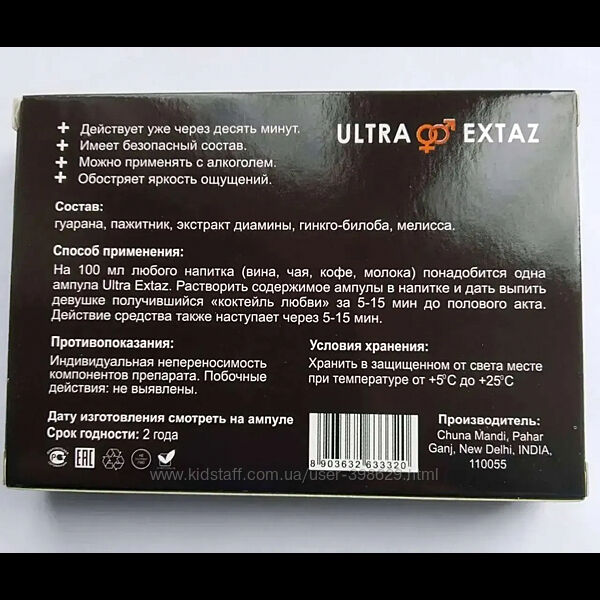 + Действует уже через десять минут.
+ Имеет безопасный состав.
+ Можно применять с алкоголем.
+ Обостряет яркость ощущений.
ULTRA EXTAZ
Состав:
гуарана, пажитник, экстракт диамины, гинкго-билоба, мелисса.
Способ применения:
На 100 мл любого напитка (вина, чая, кофе, молока) понадобится одна
ампула Ultra Extaz. Растворить содержимое ампулы в напитке и дать выпить
девушке получившийся «коктейль любви» за 5-15 мин до полового акта.
Действие средства также наступает через 5-15 мин.
Противопоказания:
Индивидуальная непереносимость
компонентов препарата. Побочные
действия: не выявлены.
Условия хранения:
Хранить в защищенном от света месте
при температуре от +5°С до +25°С
Дату изготовления смотреть на ампуле
Срок годности: 2 года
EAC
8 903632 633320
Производитель:
Chuna Mandi, Pahar
Ganj, New Delhi, INDIA,
110055
www.kidstaff.com.ua/user-398629.html